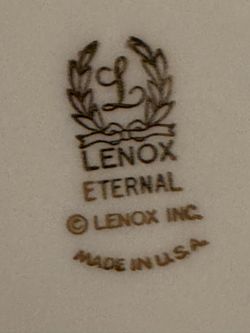 L
LENOX
ETERNAL
© LENOX INC.
MADE IN U.S.A.